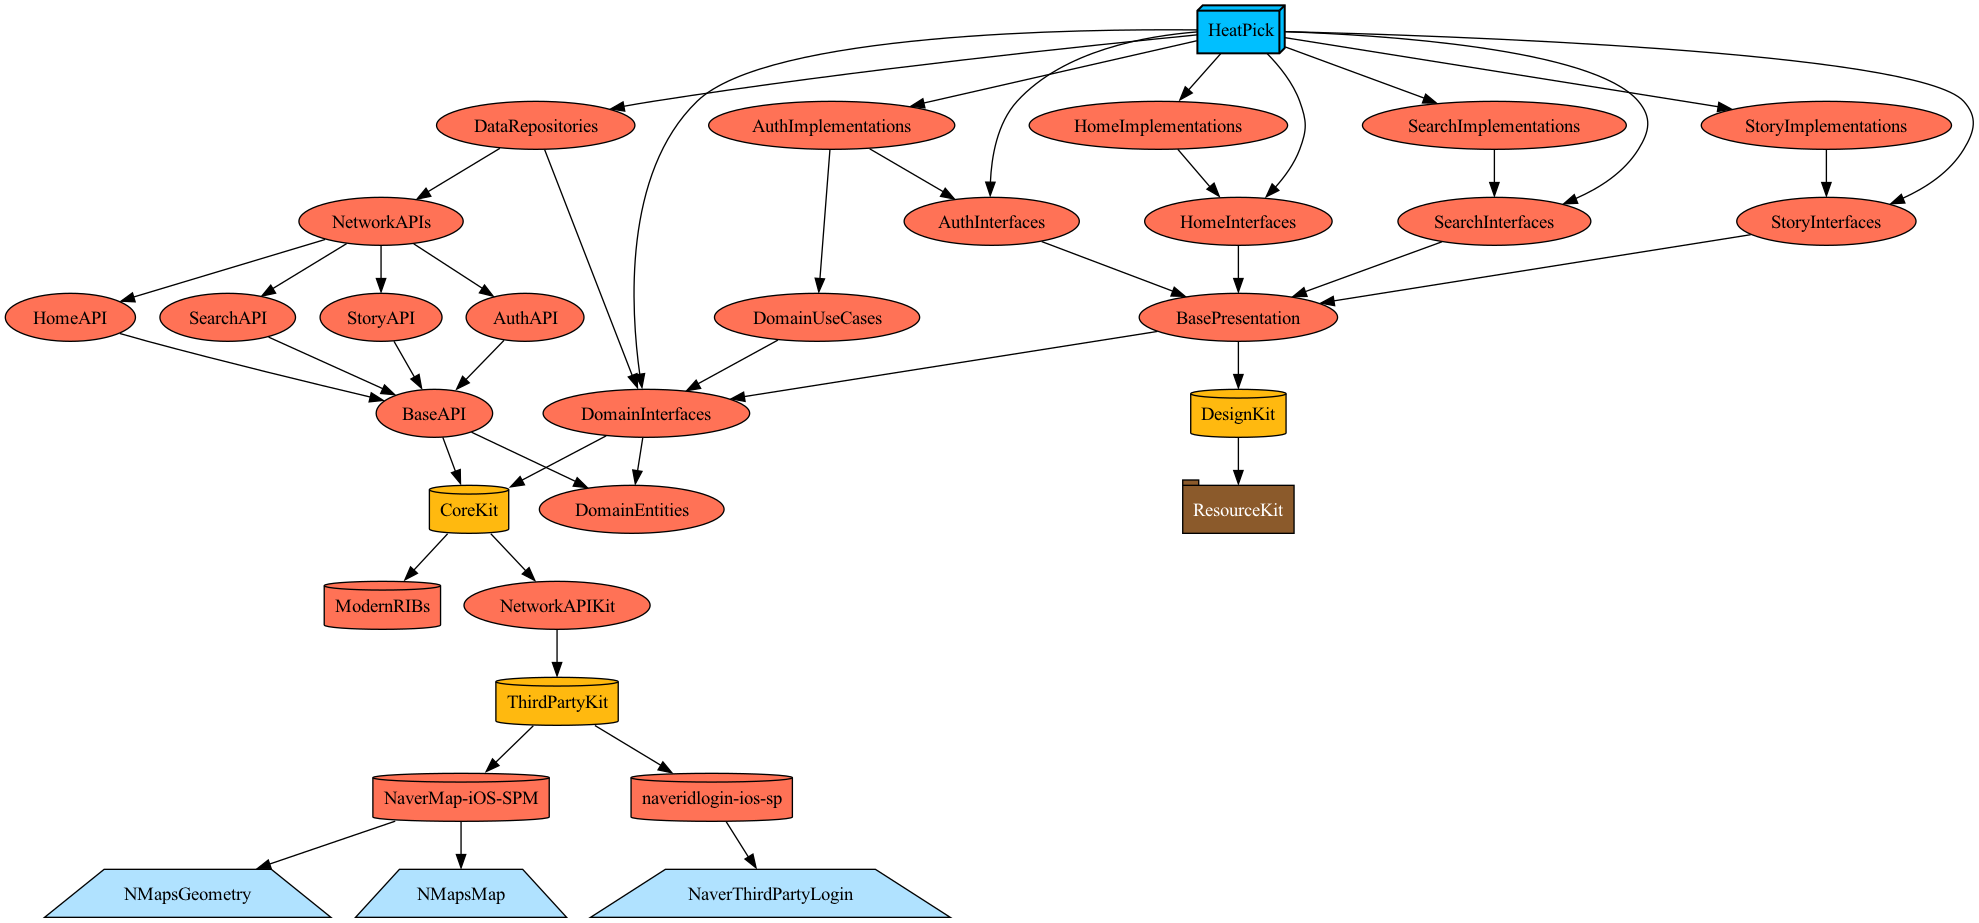 HeatPick
DataRepositories
AuthImplementations
HomeImplementations
SearchImplementations
StoryImplementations
NetworkAPIs
AuthInterfaces
HomeInterfaces
SearchInterfaces
StoryInterfaces
HomeAPI
SearchAPI
StoryAPI
AuthAPI
DomainUseCases
BasePresentation
BaseAPI
DomainInterfaces
DesignKit
CoreKit
DomainEntities
ResourceKit
ModernRIBs
NetworkAPIKit
ThirdPartyKit
NaverMap-iOS-SPM
naveridlogin-ios-sp
NMapsGeometry
NMapsMap
NaverThirdPartyLogin